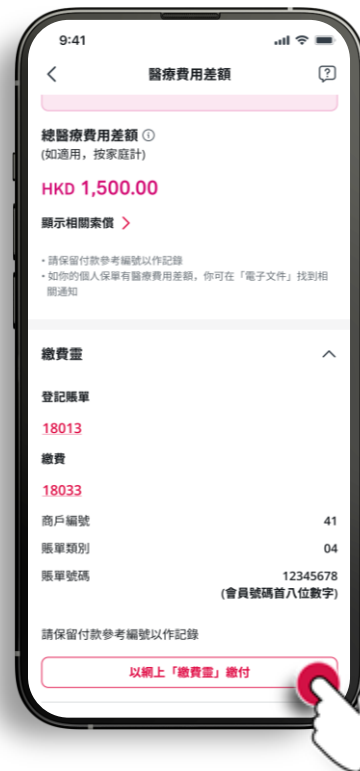 9:41
醫療費用差額
總醫療費用差額
(如適用，按家庭計)
HKD 1,500.00
顯示相關索償
• 請保留付款參考編號以作記錄
• 如你的個人保單有醫療費用差額，你可在「電子文件」找到相
關通知
繳費靈
登記賬單
18013
繳費
18033
商戶編號 41
賬單類別 04
賬單號碼 12345678
(會員號碼首八位數字)
請保留付款參考編號以作記錄
以網上「繳費靈」繳付